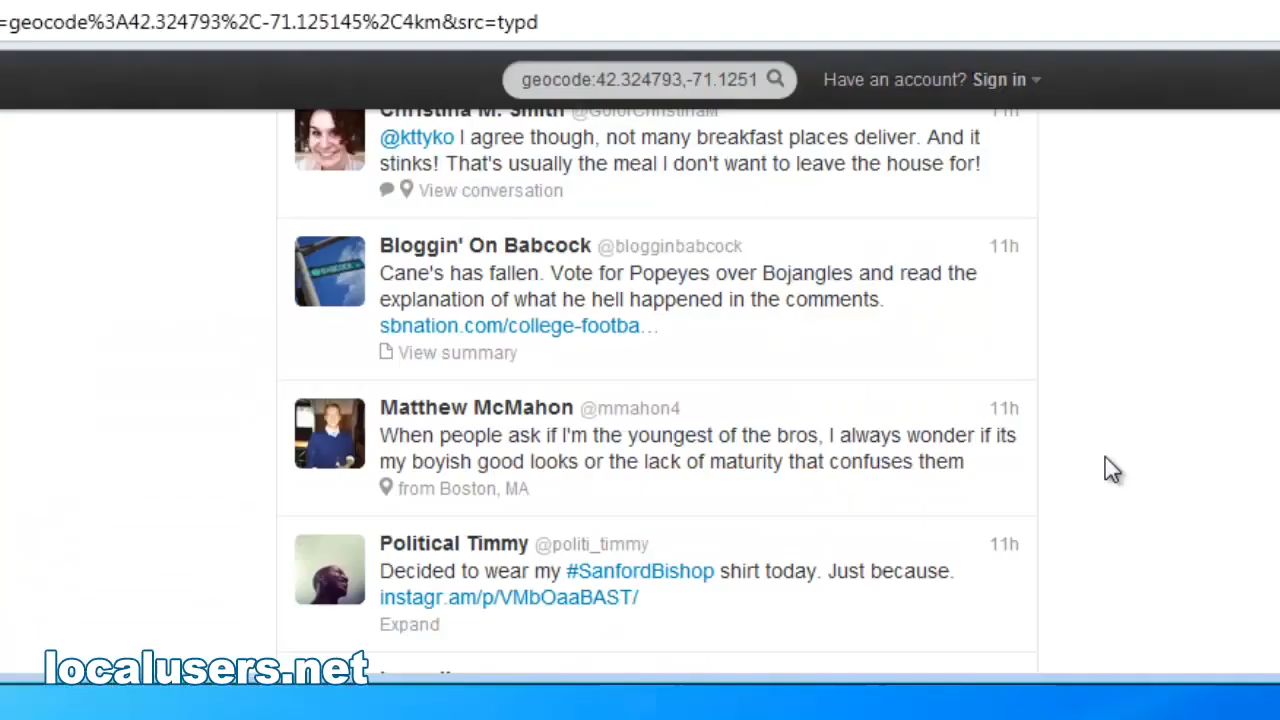 =geocode%3A42.324793%2C-71.125145%2C4km&src=typd
geocode:42.324793,-71.1251
Have an account? Sign in
Christina M. Smith 11h
@kttyko I agree though, not many breakfast places deliver. And it
stinks! That's usually the meal I don't want to leave the house for!
View conversation
Bloggin' On Babcock @blogginbabcock 11h
Cane's has fallen. Vote for Popeyes over Bojangles and read the
explanation of what he hell happened in the comments.
sbnation.com/college-footba...
View summary
Matthew McMahon @mmahon4 11h
When people ask if I'm the youngest of the bros, I always wonder if its
my boyish good looks or the lack of maturity that confuses them
from Boston, MA
Political Timmy @politi_timmy 11h
Decided to wear my #SanfordBishop shirt today. Just because.
instagr.am/p/VMbOaaBAST/
Expand
localusers.net